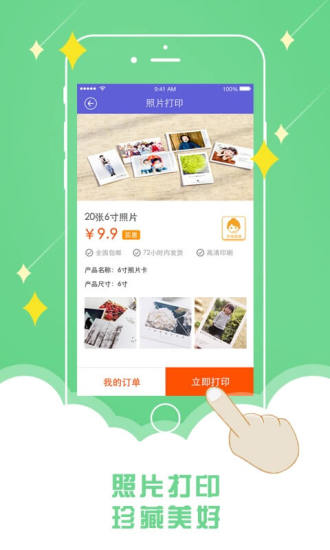 9:41 AM
100%
照片打印
20张6寸照片
¥9.9
全国包邮
72小时内发货
高清印刷
产品名称：6寸照片卡
产品尺寸：6寸
我的订单
立即打印
照片打印
珍藏美好